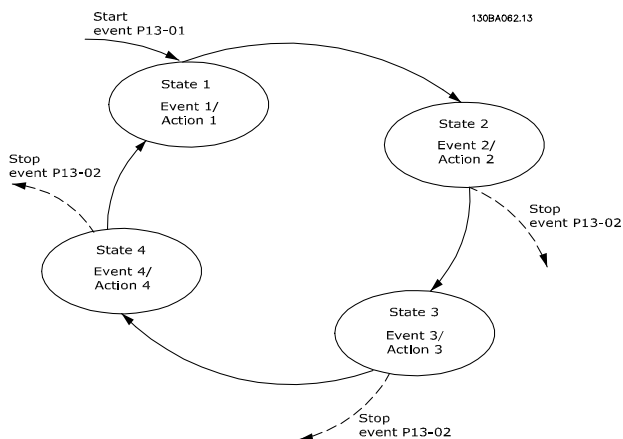 Start
event P13-01
130BA062.13
State 1
Event 1/
Action 1
State 2
Event 2/
Action 2
Stop
event P13-02
Stop
event P13-02
State 4
Event 4/
Action 4
State 3
Event 3/
Action 3
Stop
event P13-02